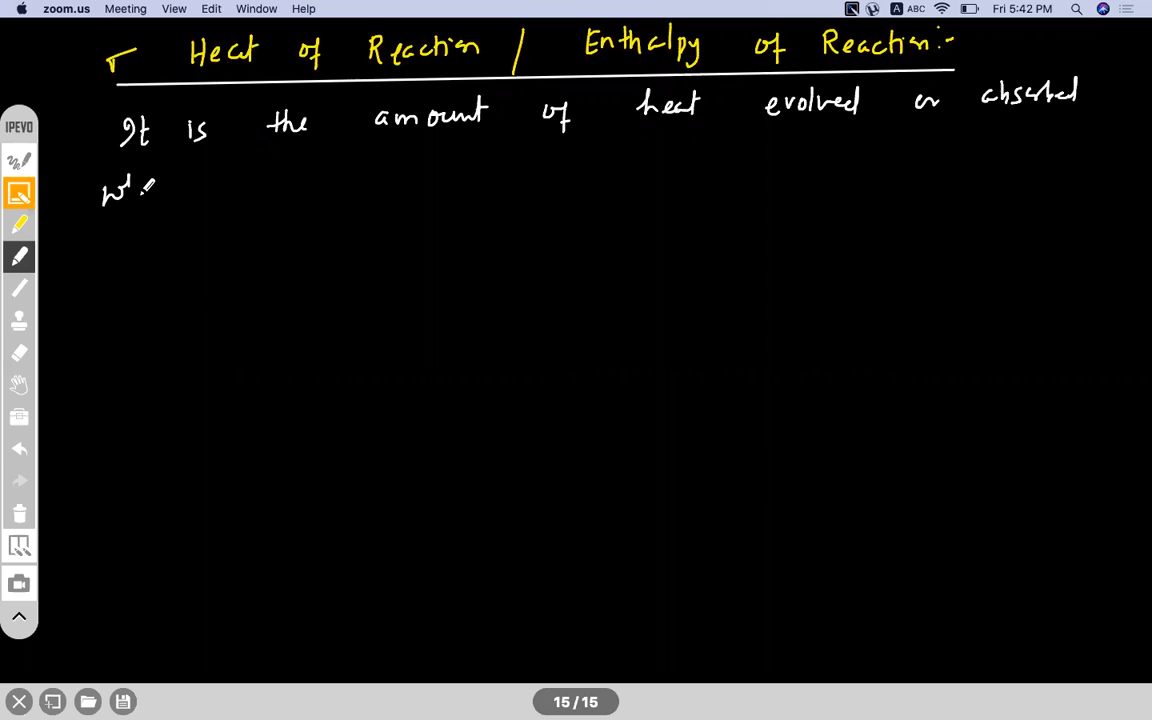 zoom.us Meeting View Edit Window Help ABC Fri 5:42 PM
Heat of Reaction / Enthalpy of Reaction:-
It is the amount of heat evolved or absorbed
IPEVO
15 / 15